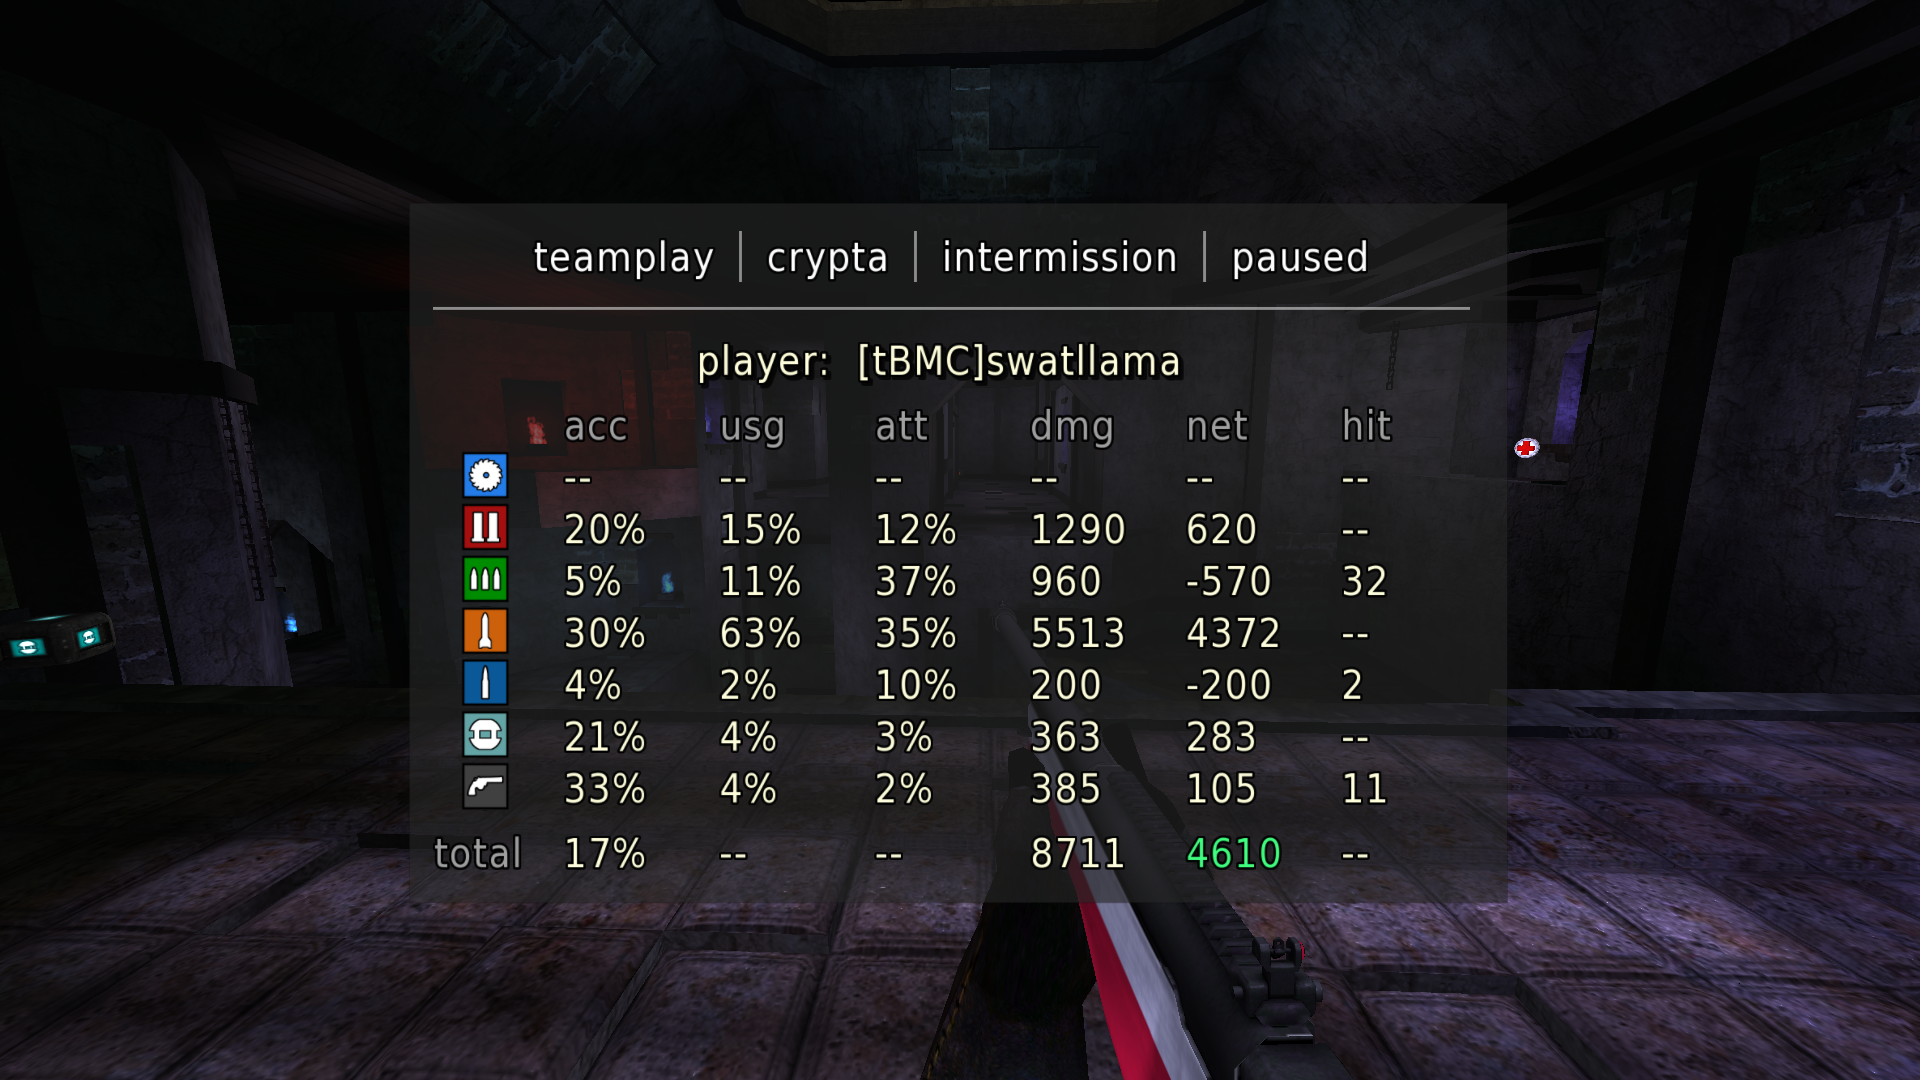 teamplay | crypta | intermission | paused
player: [tBMC]swatllama
acc usg att dmg net hit
-- -- -- -- -- --
20% 15% 12% 1290 620 --
5% 11% 37% 960 -570 32
30% 63% 35% 5513 4372 --
4% 2% 10% 200 -200 2
21% 4% 3% 363 283 --
33% 4% 2% 385 105 11
total 17% -- -- 8711 4610 --